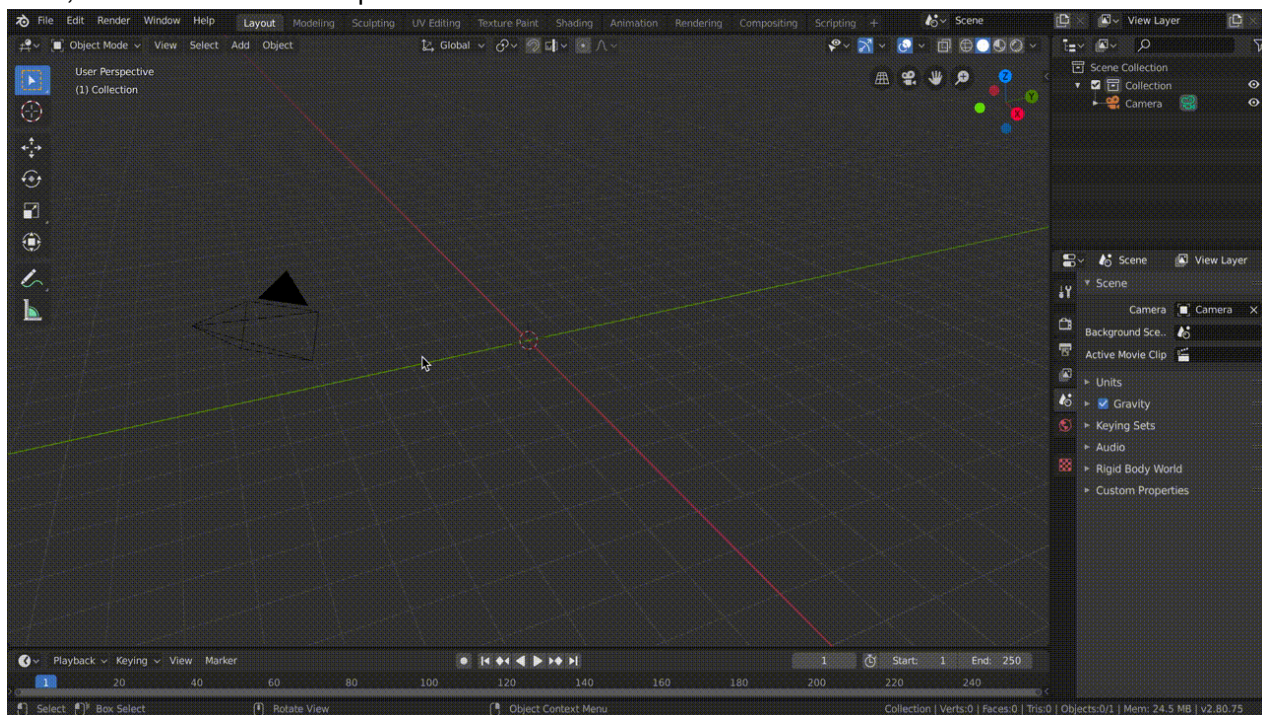 File Edit Render Window Help Layout Modeling Sculpting UV Editing Texture Paint Shading Animation Rendering Compositing Scripting + Scene View Layer
Object Mode View Select Add Object Global
User Perspective
(1) Collection
Z
Y
X
Scene Collection
Collection
Camera
Scene View Layer
Scene
Camera Camera
Background Sce..
Active Movie Clip
Units
Gravity
Keying Sets
Audio
Rigid Body World
Custom Properties
Playback Keying View Marker 1 Start: 1 End: 250
1 20 40 60 80 100 120 140 160 180 200 220 240
Select Box Select Rotate View Object Context Menu Collection | Verts:0 | Faces:0 | Tris:0 | Objects:0/1 | Mem: 24.5 MB | v2.80.75